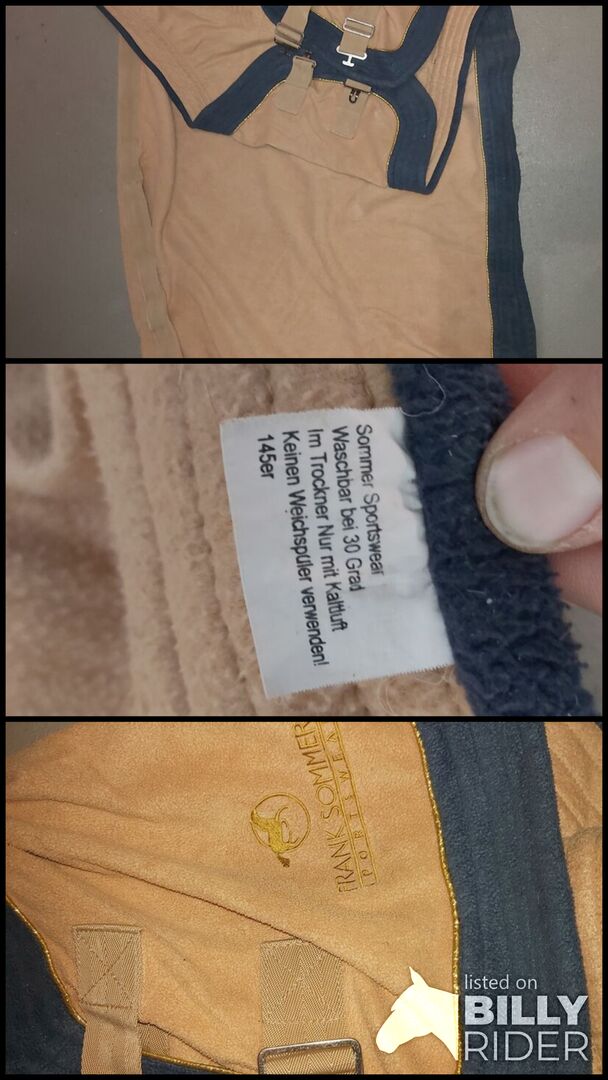 Sommer Sportswear
Waschbar bei 30 Grad
Im Trockner Nur mit Kaltluft
Keinen Weichspüler verwenden!
145er
FRANK SOMMER
SPORTSWEA
listed on
BILLY
RIDER